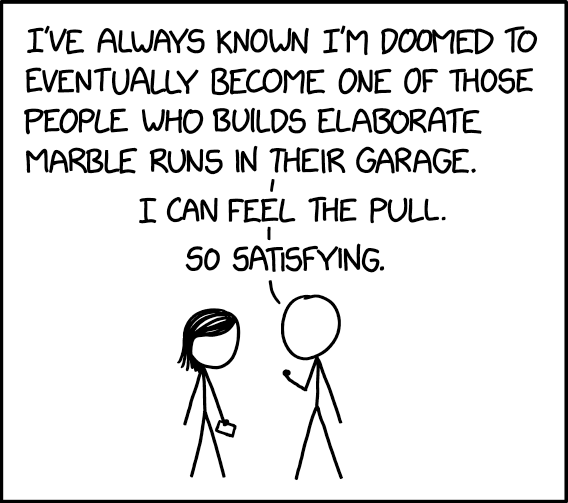 I'VE ALWAYS KNOWN I'M DOOMED TO
EVENTUALLY BECOME ONE OF THOSE
PEOPLE WHO BUILDS ELABORATE
MARBLE RUNS IN THEIR GARAGE.
I CAN FEEL THE PULL.
SO SATISFYING.